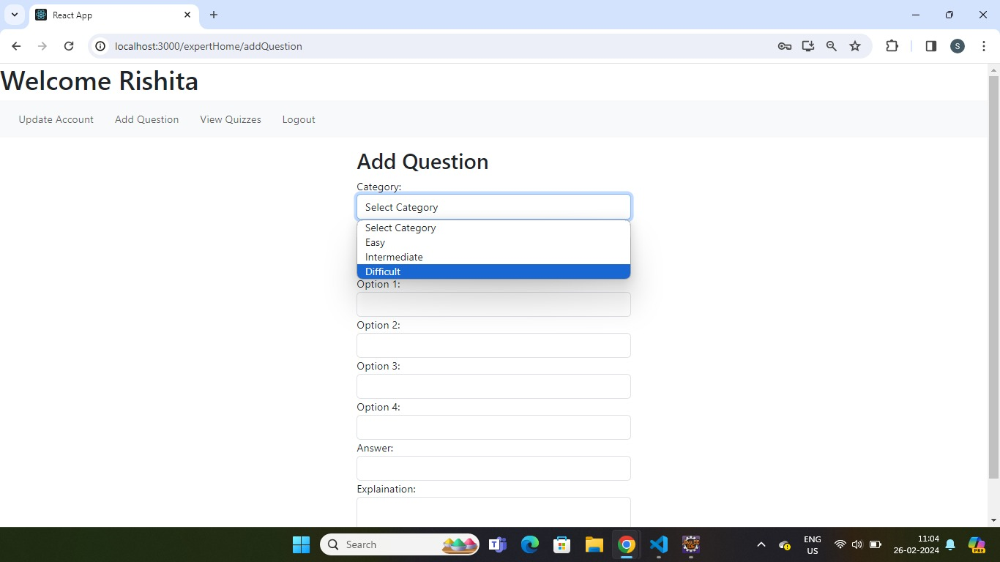 React App
localhost:3000/expertHome/addQuestion
S
Welcome Rishita
Update Account Add Question View Quizzes Logout
Add Question
Category:
Select Category
Select Category
Easy
Intermediate
Difficult
Option 1:
Option 2:
Option 3:
Option 4:
Answer:
Explaination:
Search
ENG
US
11:04
26-02-2024
PRE